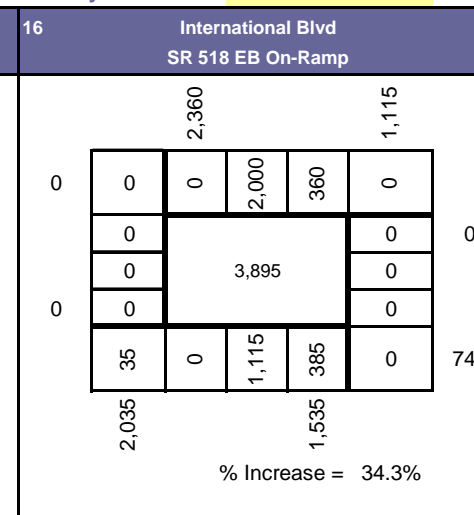 16 International Blvd
SR 518 EB On-Ramp
2,360 1,115
0 0 0 2,000 360 0
0 0 0
0 3,895 0
0 0 0
35 0 1,115 385 0 74
2,035 1,535
% Increase = 34.3%